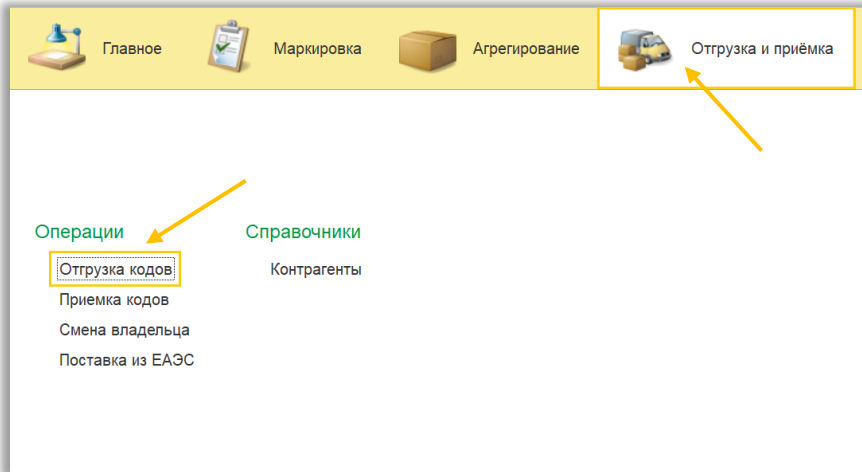 Главное Маркировка Агрегирование Отгрузка и приёмка
Операции Справочники
Отгрузка кодов Контрагенты
Приемка кодов
Смена владельца
Поставка из ЕАЭС